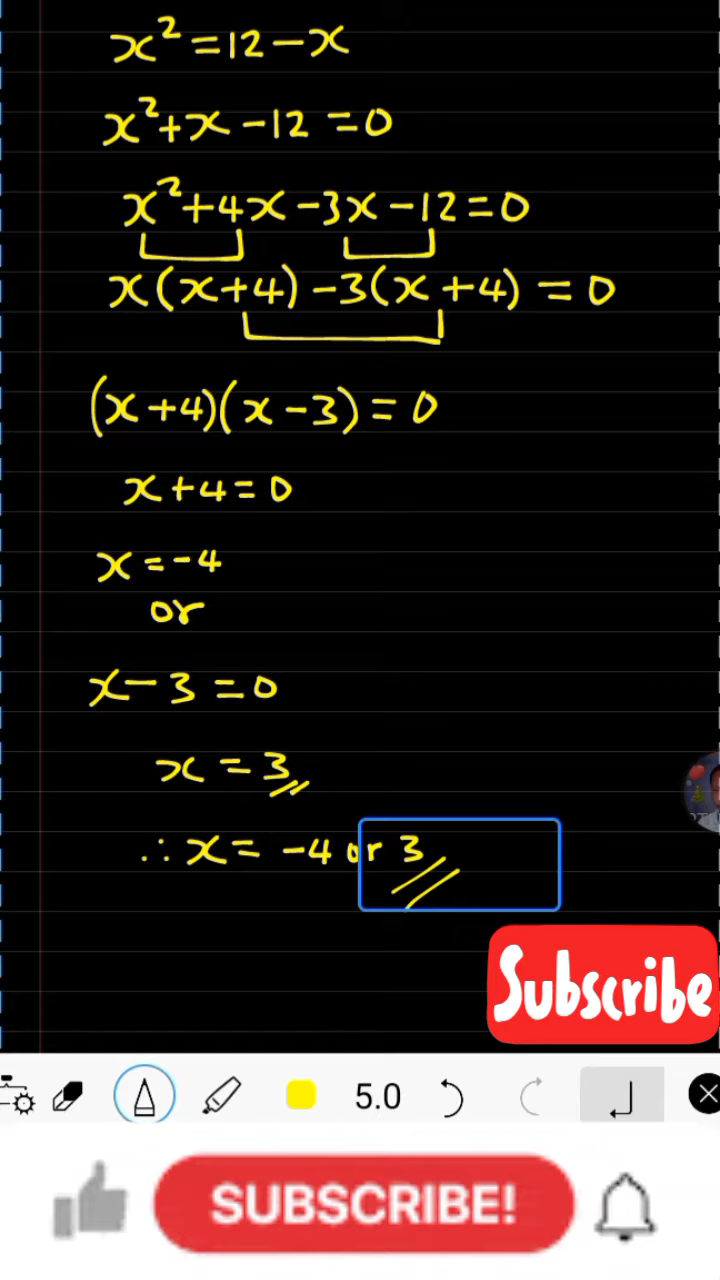 x² = 12 - x
x² + x - 12 = 0
x² + 4x - 3x - 12 = 0
x(x + 4) - 3(x + 4) = 0
(x + 4)(x - 3) = 0
x + 4 = 0
x = -4
or
x - 3 = 0
x = 3
∴ x = -4 or 3
Subscribe
5.0
SUBSCRIBE!